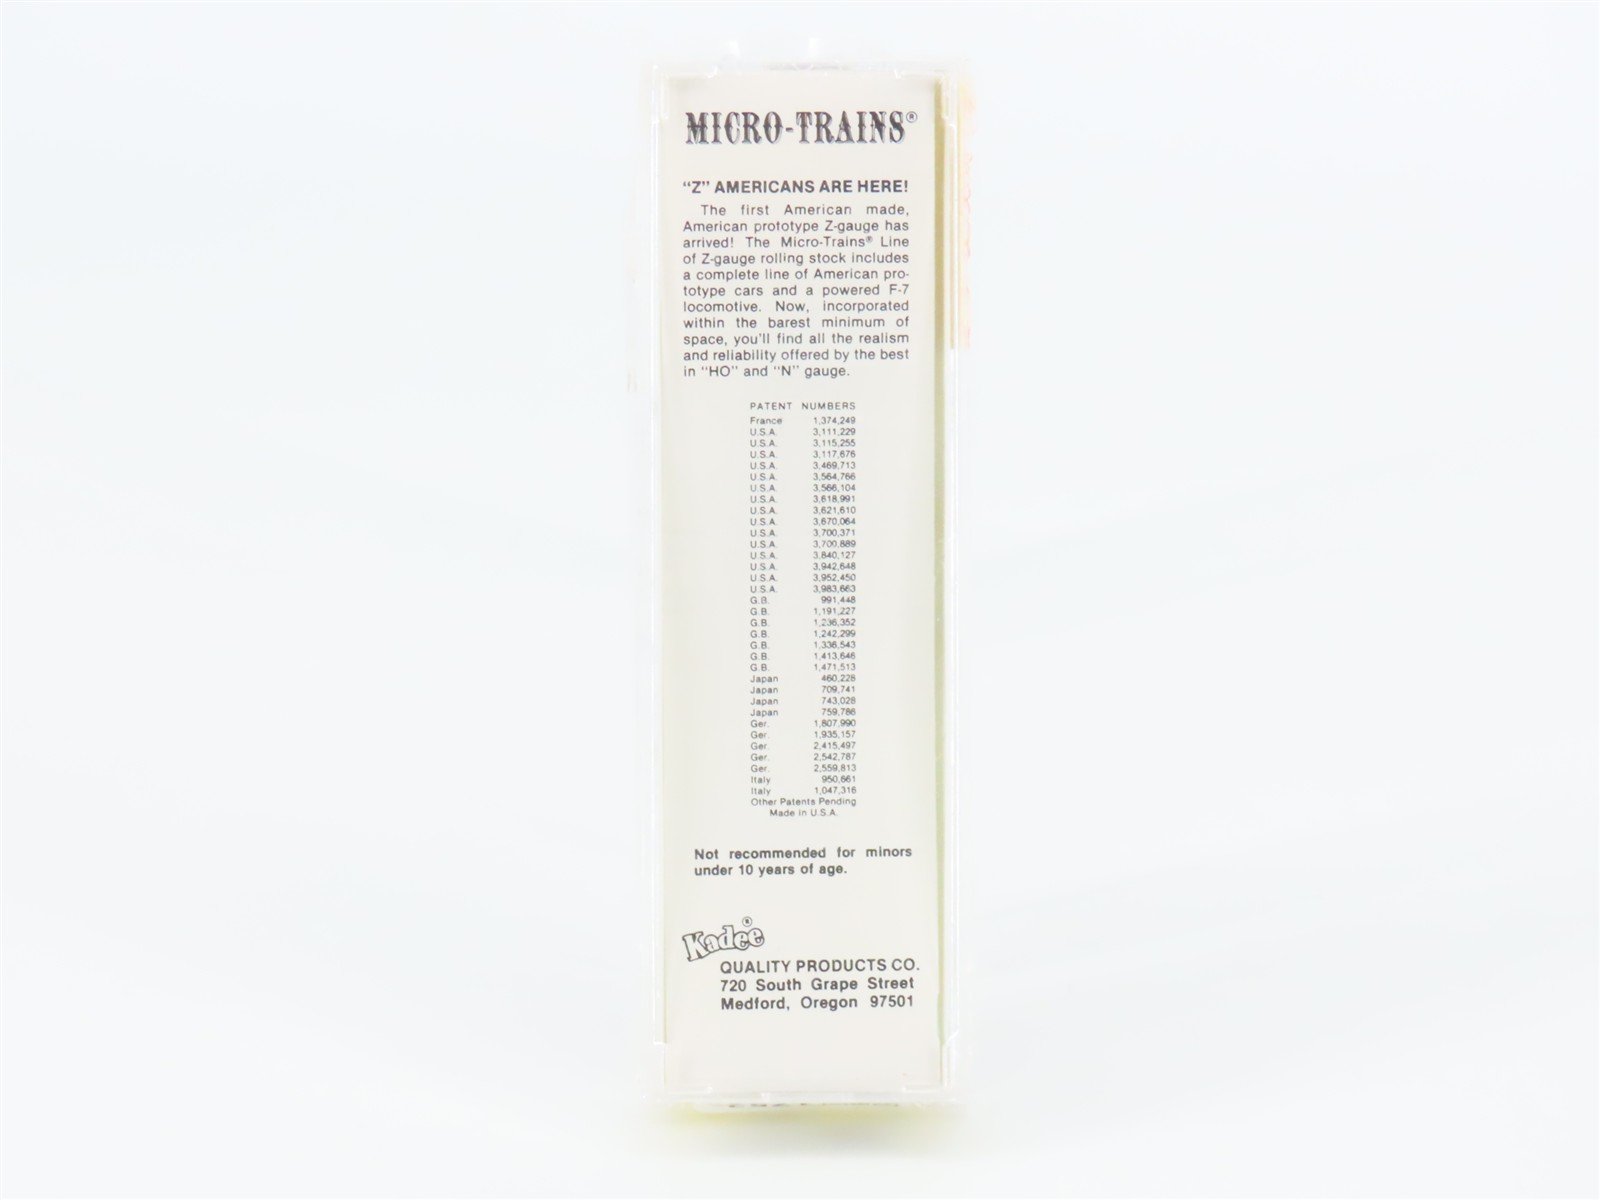 MICRO-TRAINS®
"Z" AMERICANS ARE HERE!
The first American made,
American prototype Z-gauge has
arrived! The Micro-Trains® Line
of Z-gauge rolling stock includes
a complete line of American pro-
totype cars and a powered F-7
locomotive. Now, incorporated
within the barest minimum of
space, you'll find all the realism
and reliability offered by the best
in "HO" and "N" gauge.
PATENT NUMBERS
France 1,374,249
U.S.A. 3,111,229
U.S.A. 3,115,255
U.S.A. 3,117,676
U.S.A. 3,469,713
U.S.A. 3,564,766
U.S.A. 3,566,104
U.S.A. 3,618,991
U.S.A. 3,621,610
U.S.A. 3,670,064
U.S.A. 3,700,371
U.S.A. 3,700,889
U.S.A. 3,840,127
U.S.A. 3,942,648
U.S.A. 3,952,450
U.S.A. 3,983,663
G.B. 991,448
G.B. 1,191,227
G.B. 1,236,352
G.B. 1,242,299
G.B. 1,336,543
G.B. 1,413,646
G.B. 1,471,513
Japan 460,228
Japan 709,741
Japan 743,028
Japan 759,786
Ger. 1,807,990
Ger. 1,935,157
Ger. 2,415,497
Ger. 2,542,787
Ger. 2,559,813
Italy 950,661
Italy 1,047,316
Other Patents Pending
Made in U.S.A.
Not recommended for minors
under 10 years of age.
Kadee®
QUALITY PRODUCTS CO.
720 South Grape Street
Medford, Oregon 97501